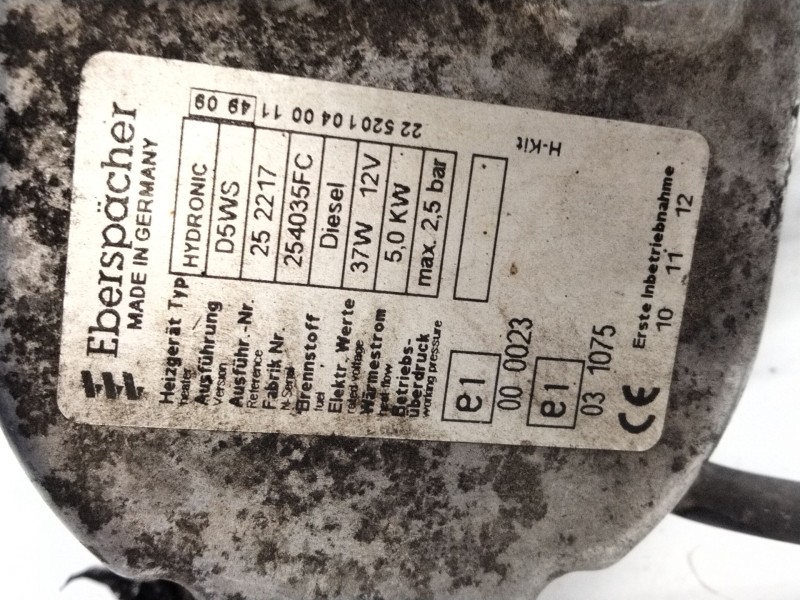 Eberspächer
MADE IN GERMANY
Heizgerät Typ HYDRONIC
heater
Ausführung D5WS
Version
Ausführ. -Nr. 25 2217
Reference
Fabrik Nr. 254035FC
N-Serial
Brennstoff Diesel
fuel
Elektr. Werte 37W 12V
rated voltage
Wärmestrom 5,0 KW
heat flow
Betriebs-
überdruck max. 2,5 bar
working pressure
22 5201 04 00 11 49 09
H-Kit
e1
00 0023
e1
03 1075
CE
Erste Inbetriebnahme
10 11 12